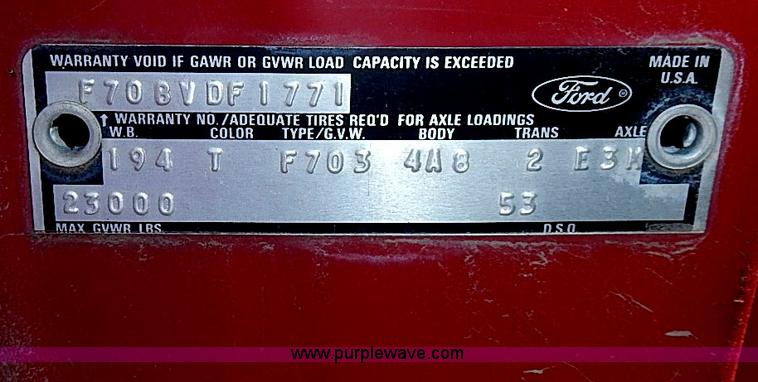 WARRANTY VOID IF GAWR OR GVWR LOAD CAPACITY IS EXCEEDED
MADE IN
U.S.A.
F70BVDF1771
Ford ®
↑ WARRANTY NO./ADEQUATE TIRES REQ'D FOR AXLE LOADINGS
W.B. COLOR TYPE/G.V.W. BODY TRANS AXLE
194 T F703 4A8 2 E3
23000 53
MAX. GVWR LBS. D.S.O.
www.purplewave.com